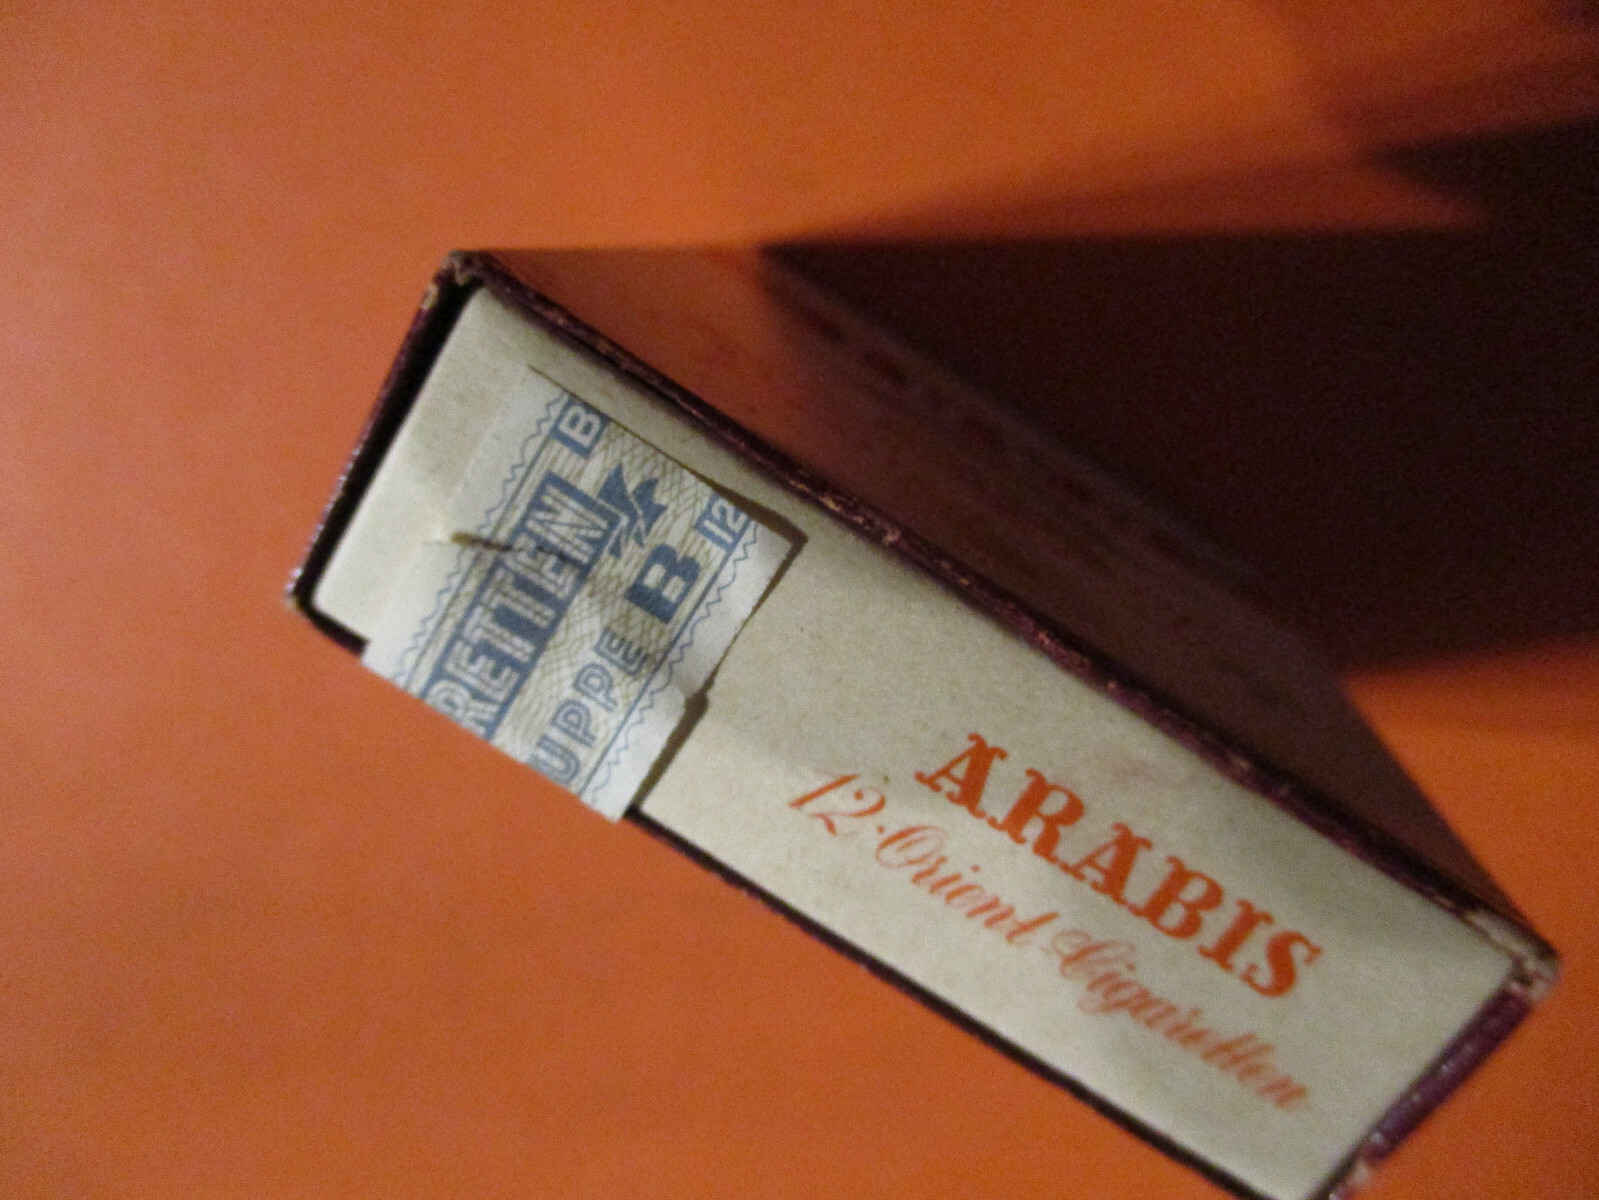 B
RETTEN
B 12
UPPE B
ARABIS
12·Orient-Cigaretten